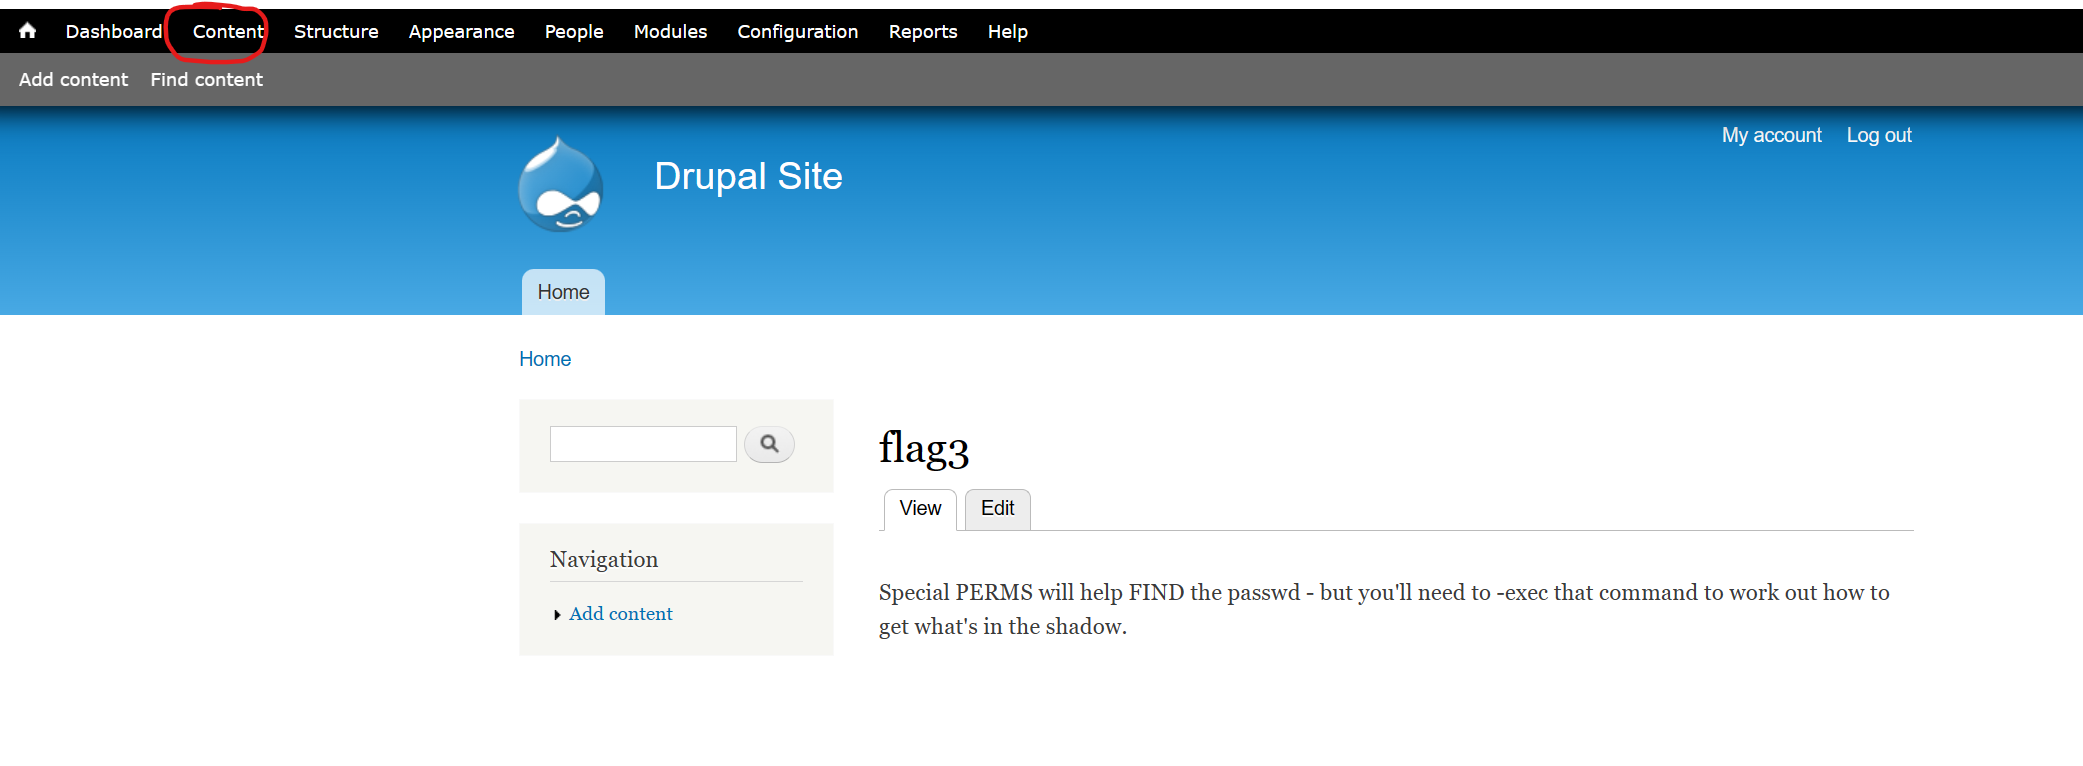 Dashboard Content Structure Appearance People Modules Configuration Reports Help
Add content Find content
My account Log out
Drupal Site
Home
Home
flag3
View Edit
Navigation
Add content
Special PERMS will help FIND the passwd - but you'll need to -exec that command to work out how to
get what's in the shadow.